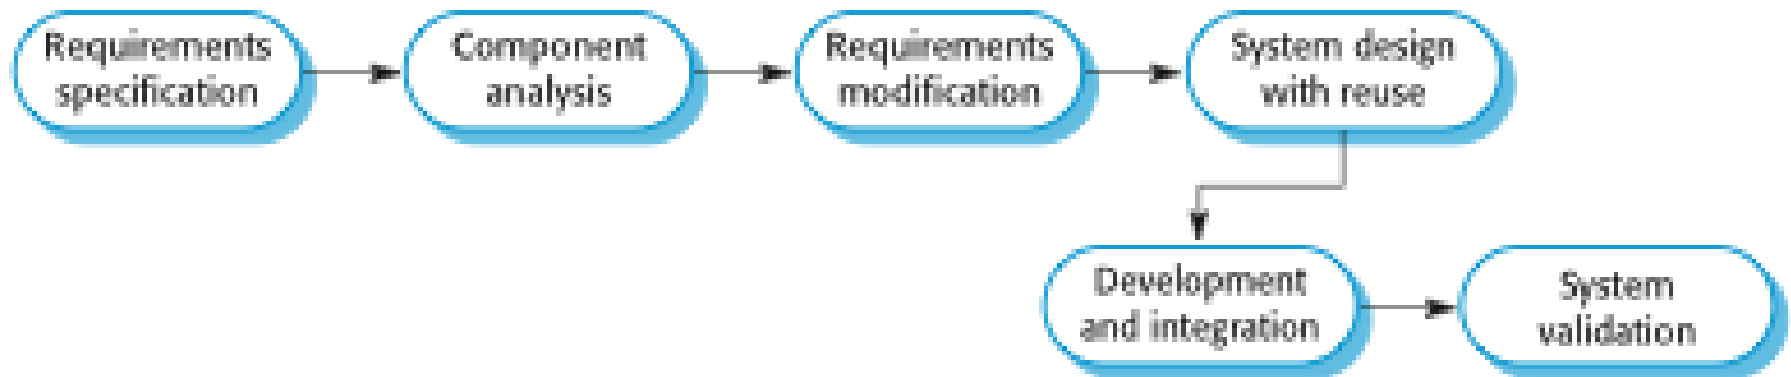 Requirements
specification
Component
analysis
Requirements
modification
System design
with reuse
Development
and integration
System
validation